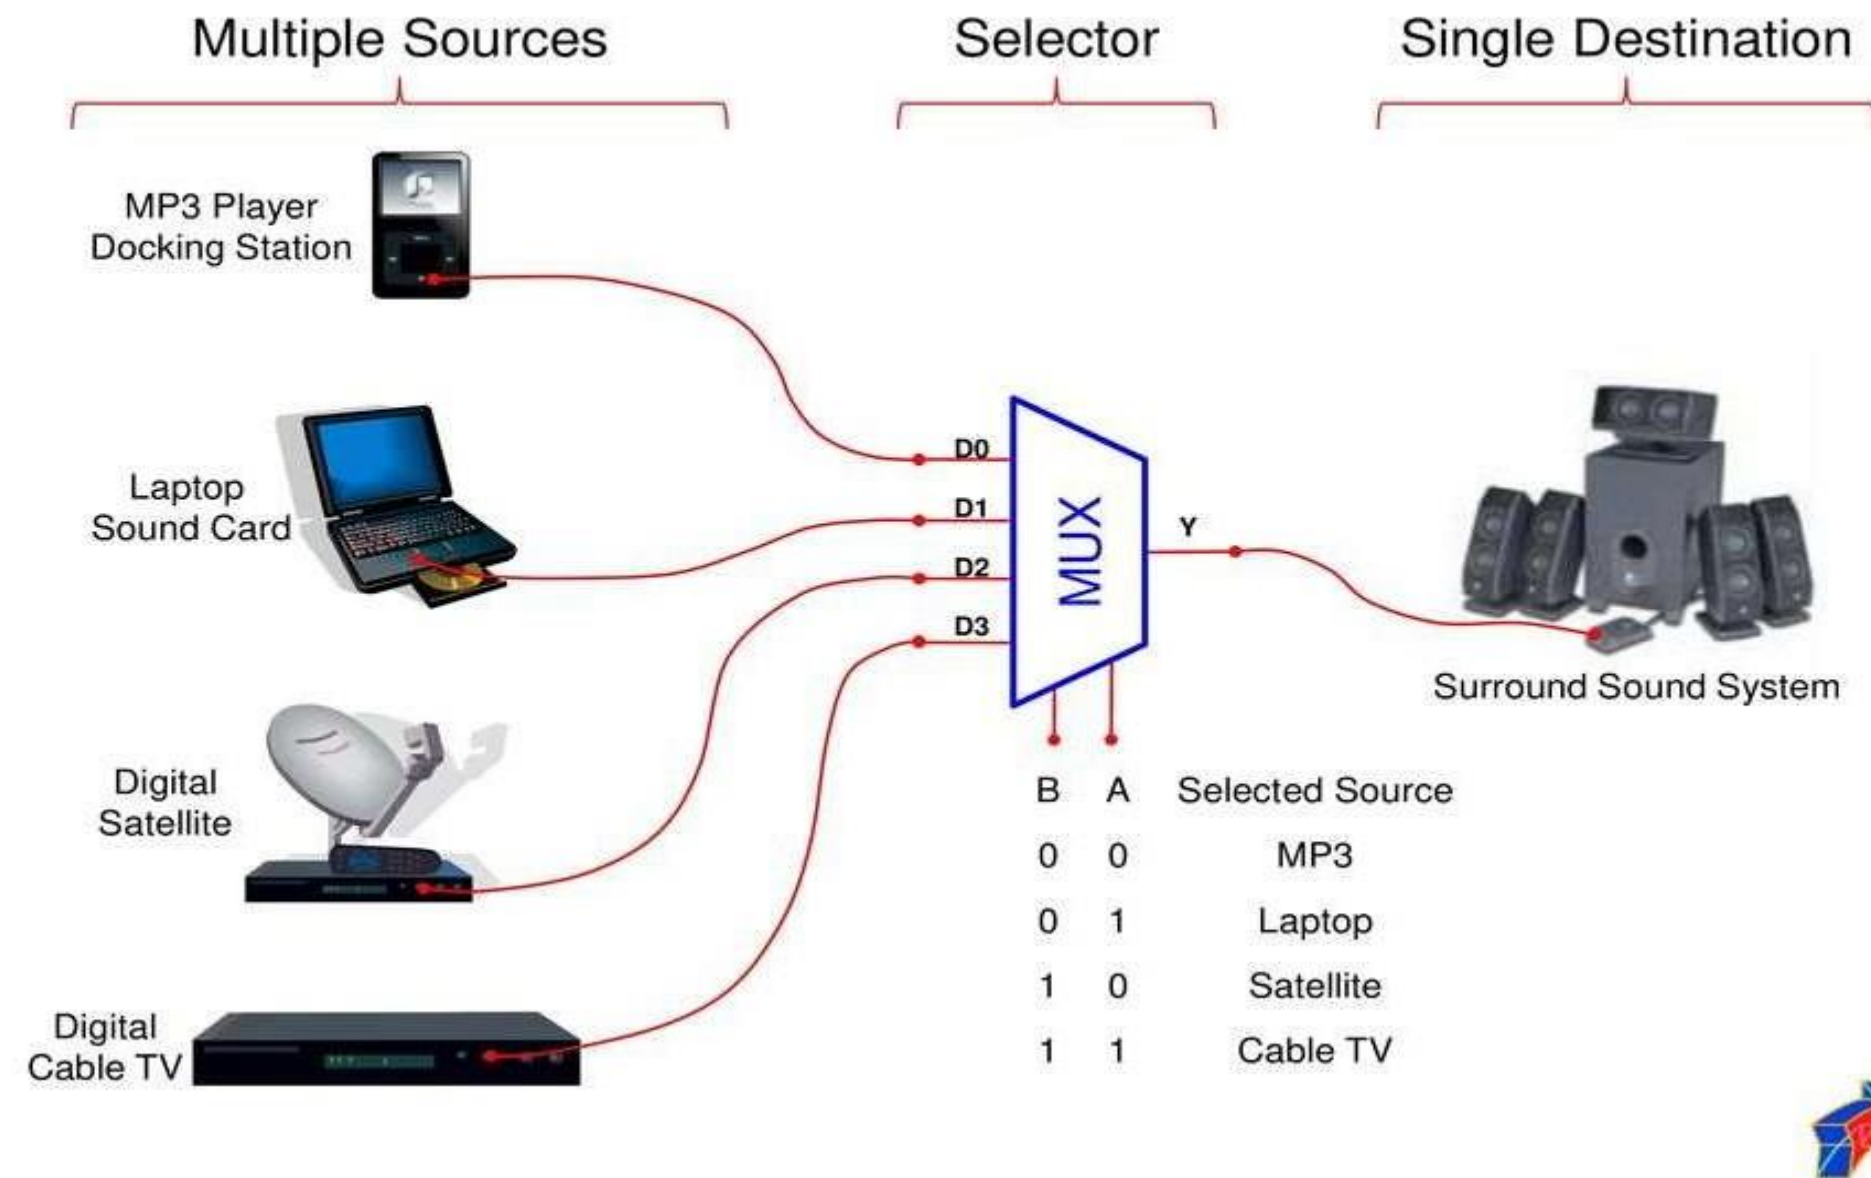 Multiple Sources
Selector
Single Destination
MP3 Player
Docking Station
Laptop
Sound Card
Digital
Satellite
Digital
Cable TV
D0
D1
D2
D3
MUX
Y
Surround Sound System
B A Selected Source
0 0 MP3
0 1 Laptop
1 0 Satellite
1 1 Cable TV